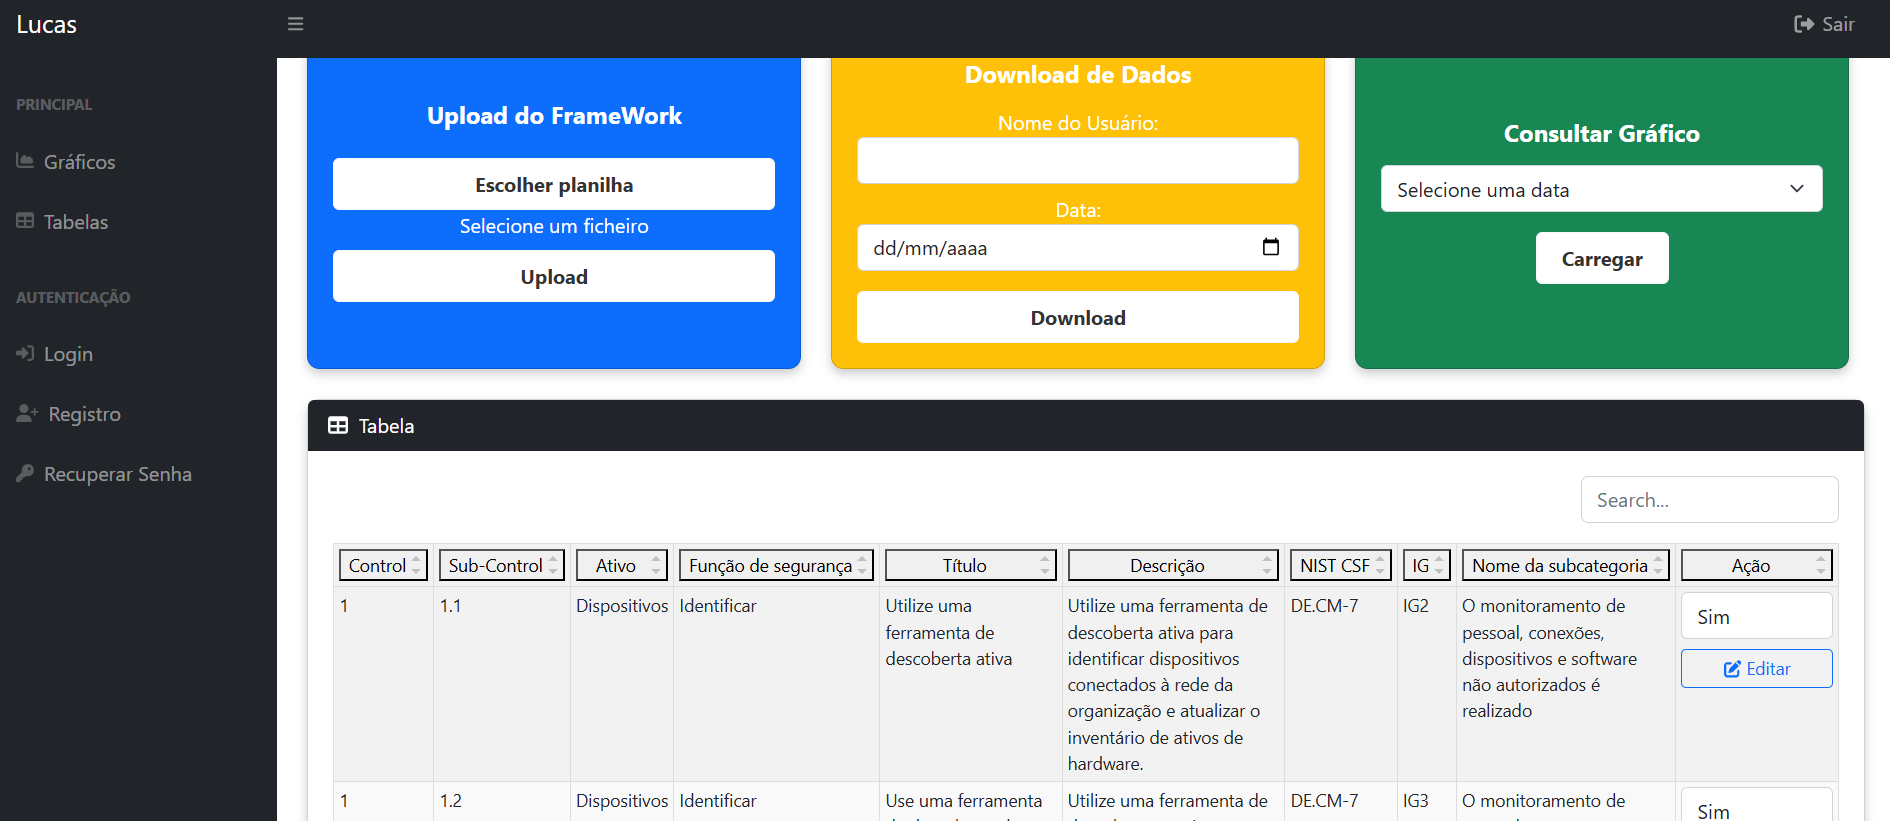 Lucas
Sair
PRINCIPAL
Gráficos
Tabelas
AUTENTICAÇÃO
Login
Registro
Recuperar Senha
Upload do FrameWork
Escolher planilha
Selecione um ficheiro
Upload
Download de Dados
Nome do Usuário:
Data:
dd/mm/aaaa
Download
Consultar Gráfico
Selecione uma data
Carregar
Tabela
Search...
Control Sub-Control Ativo Função de segurança Título Descrição NIST CSF IG Nome da subcategoria Ação
1 1.1 Dispositivos Identificar Utilize uma Utilize uma ferramenta de DE.CM-7 IG2 O monitoramento de Sim
ferramenta de descoberta ativa para pessoal, conexões,
descoberta ativa identificar dispositivos dispositivos e software Editar
conectados à rede da não autorizados é
organização e atualizar o realizado
inventário de ativos de
hardware.
1 1.2 Dispositivos Identificar Use uma ferramenta Utilize uma ferramenta de DE.CM-7 IG3 O monitoramento de Sim